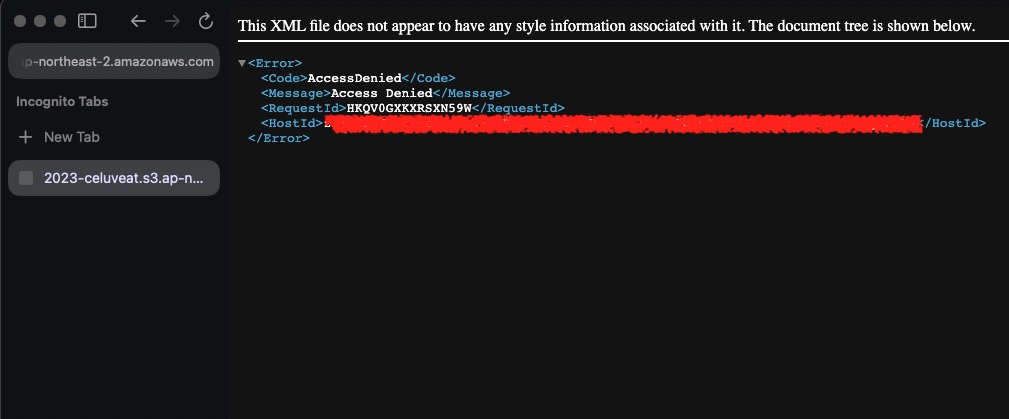 p-northeast-2.amazonaws.com
Incognito Tabs
+ New Tab
2023-celuveat.s3.ap-n...
This XML file does not appear to have any style information associated with it. The document tree is shown below.
▼<Error>
<Code>AccessDenied</Code>
<Message>Access Denied</Message>
<RequestId>HKQV0GXKXRSXN59W</RequestId>
<HostId>
/HostId>
</Error>